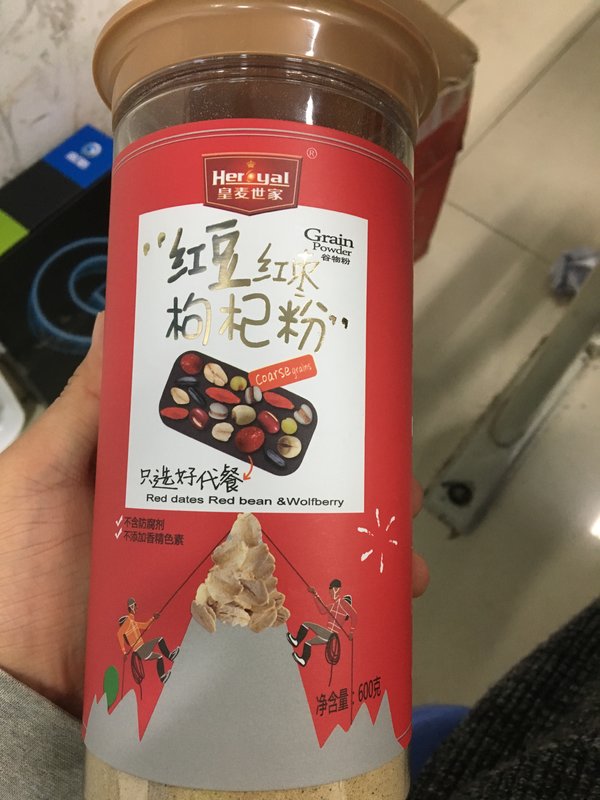 Heroyal
®
皇麦世家
Grain
Powder
谷物粉
“红豆红枣
枸杞粉”
coarse grains
只选好代餐
Red dates Red bean &Wolfberry
不含防腐剂
不添加香精色素
净含量：600克